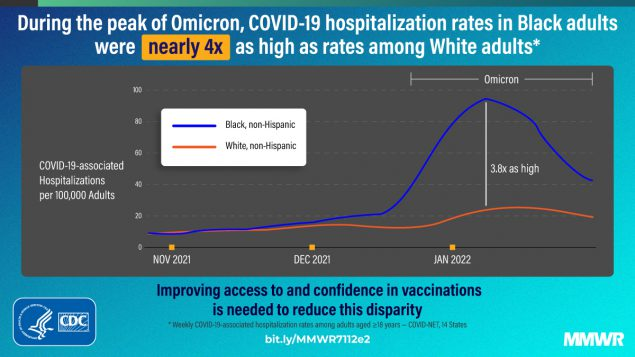 During the peak of Omicron, COVID-19 hospitalization rates in Black adults
were nearly 4x as high as rates among White adults*
Omicron
100
80
60
40
20
0
Black, non-Hispanic
White, non-Hispanic
COVID-19-associated
Hospitalizations
per 100,000 Adults
3.8x as high
NOV 2021
DEC 2021
JAN 2022
Improving access to and confidence in vaccinations
is needed to reduce this disparity
* Weekly COVID-19-associated hospitalization rates among adults aged ≥18 years — COVID-NET, 14 States
bit.ly/MMWR7112e2
CDC
MMWR